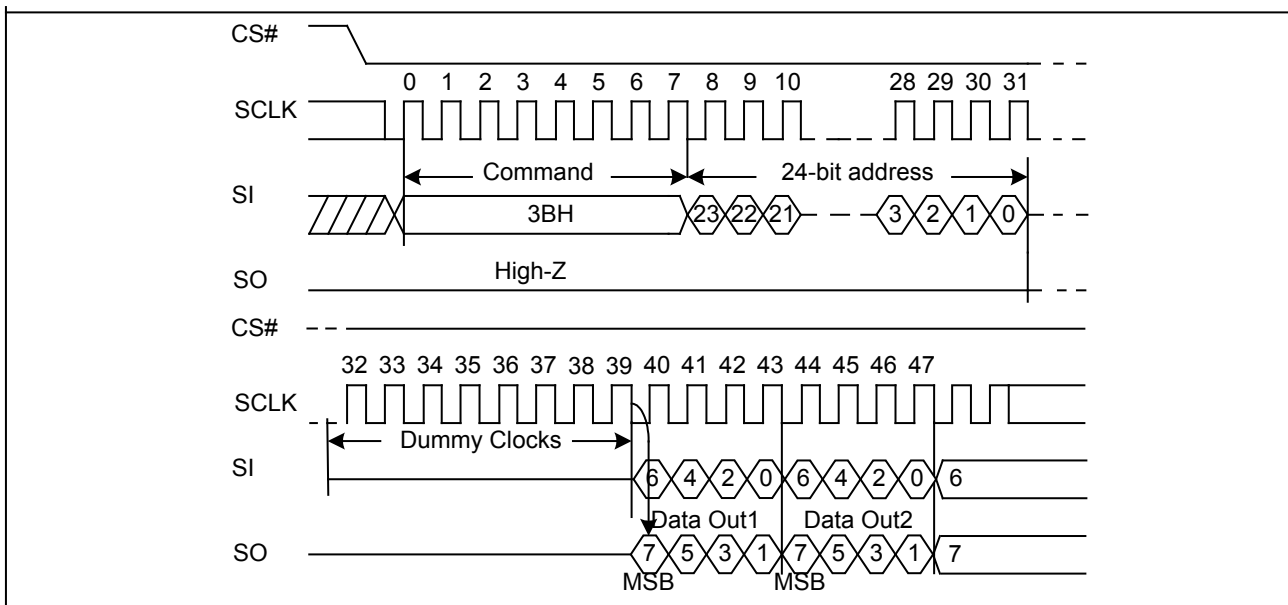 CS#
0 1 2 3 4 5 6 7 8 9 10 28 29 30 31
SCLK
Command 24-bit address
SI
3BH 23 22 21 3 2 1 0
High-Z
SO
CS#
32 33 34 35 36 37 38 39 40 41 42 43 44 45 46 47
SCLK
Dummy Clocks
SI
6 4 2 0 6 4 2 0 6
Data Out1 Data Out2
SO
7 5 3 1 7 5 3 1 7
MSB MSB